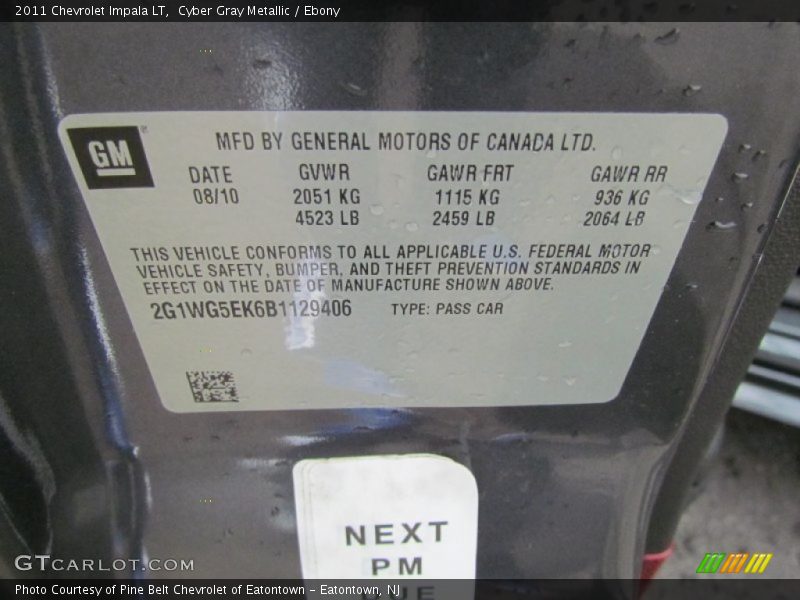 2011 Chevrolet Impala LT,  Cyber Gray Metallic / Ebony
GM
MFD BY GENERAL MOTORS OF CANADA LTD.
DATE GVWR GAWR FRT GAWR RR
08/10 2051 KG 1115 KG 936 KG
4523 LB 2459 LB 2064 LB
THIS VEHICLE CONFORMS TO ALL APPLICABLE U.S. FEDERAL MOTOR
VEHICLE SAFETY, BUMPER, AND THEFT PREVENTION STANDARDS IN
EFFECT ON THE DATE OF MANUFACTURE SHOWN ABOVE.
2G1WG5EK6B1129406 TYPE: PASS CAR
NEXT
PM
DUE
GTCARLOT.COM
Photo Courtesy of Pine Belt Chevrolet of Eatontown - Eatontown, NJ